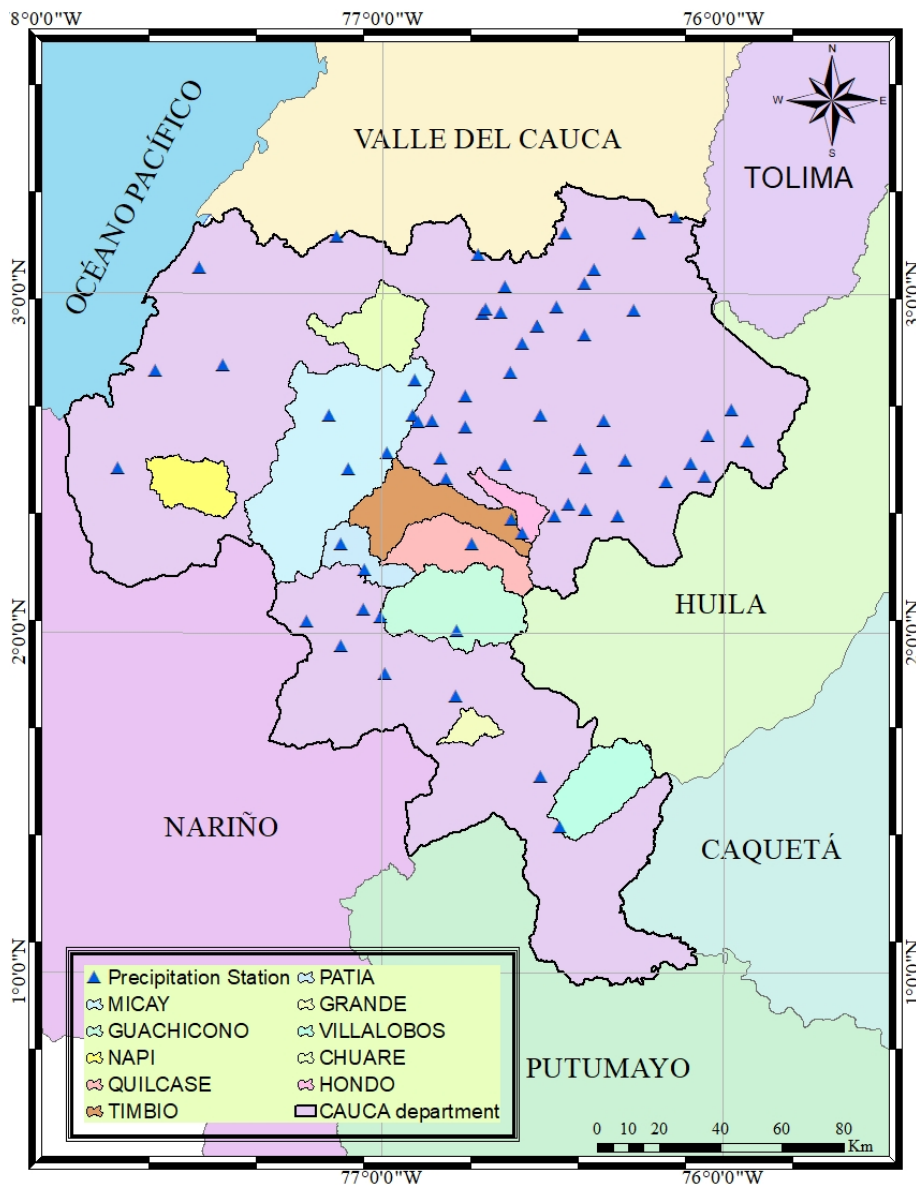 8°0'0"W 77°0'0"W 76°0'0"W
N
W E
S
OCÉANO PACÍFICO
VALLE DEL CAUCA
TOLIMA
3°0'0"N 3°0'0"N
HUILA
2°0'0"N 2°0'0"N
NARIÑO
CAQUETÁ
1°0'0"N 1°0'0"N
Precipitation Station PATIA
MICAY GRANDE
GUACHICONO VILLALOBOS
NAPI CHUARE
QUILCASE HONDO
TIMBIO CAUCA department
PUTUMAYO
0 10 20 40 60 80
Km
77°0'0"W 76°0'0"W